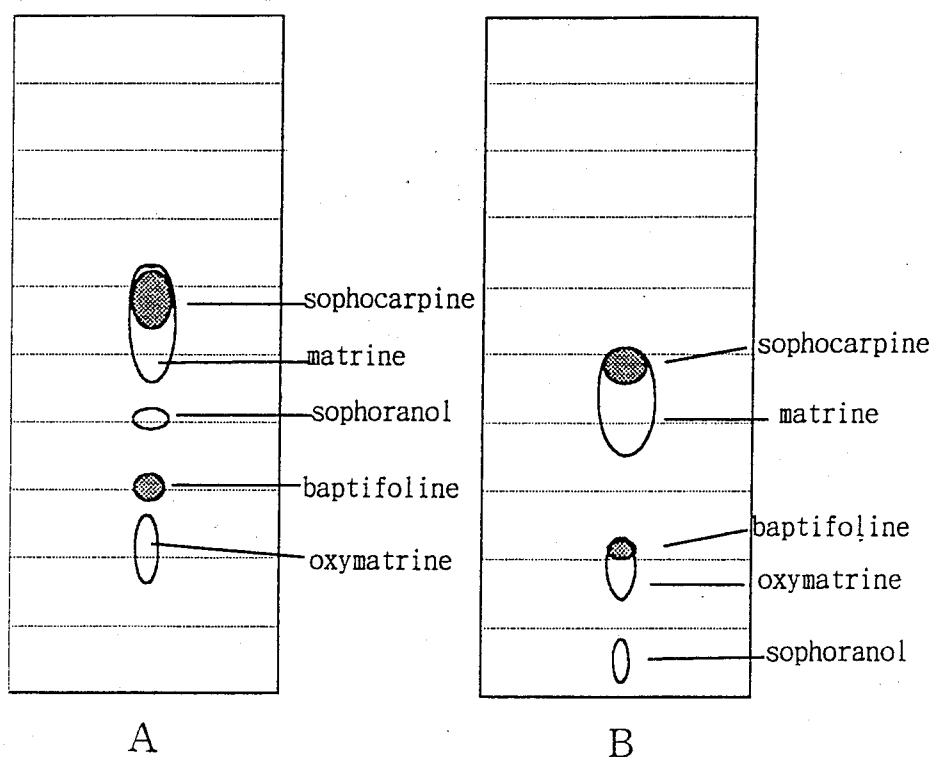 sophocarpine
matrine
sophoranol
baptifoline
oxymatrine
A
sophocarpine
matrine
baptifoline
oxymatrine
sophoranol
B